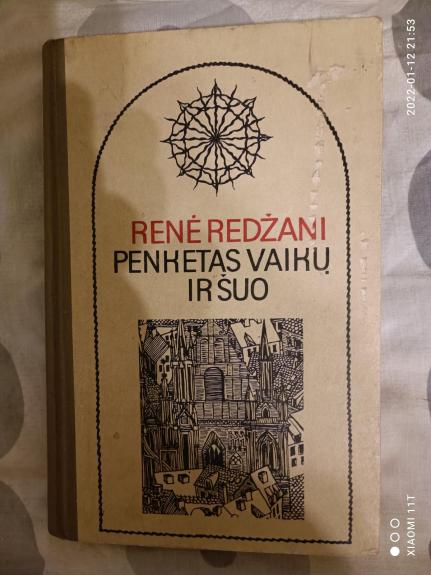 RENĖ REDŽANI
PENKETAS VAIKŲ
IR ŠUO
2022-01-12 21:53
XIAOMI 11T